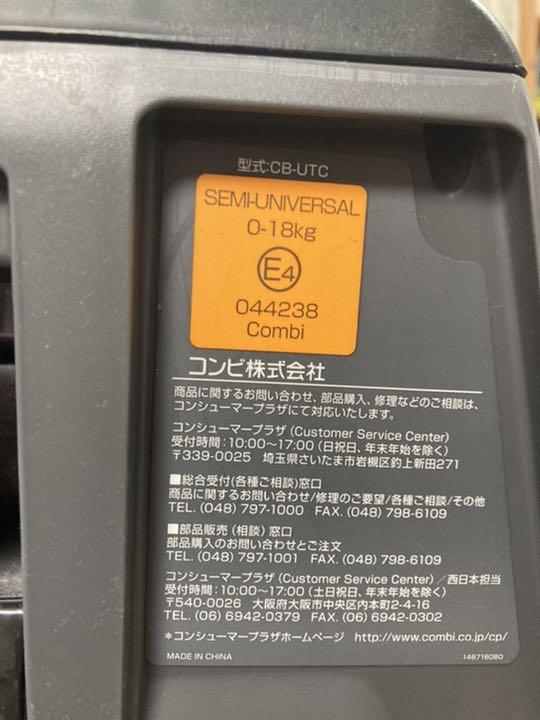 型式:CB-UTC
SEMI-UNIVERSAL
0-18kg
E4
044238
Combi
コンビ株式会社
商品に関するお問い合わせ、部品購入、修理などのご相談は、
コンシューマープラザにて対応いたします。
コンシューマープラザ (Customer Service Center)
受付時間:10:00〜17:00 (日祝日、年末年始を除く)
〒339-0025 埼玉県さいたま市岩槻区釣上新田271
■総合受付(各種ご相談)窓口
商品に関するお問い合わせ/修理のご要望/各種ご相談/その他
TEL. (048) 797-1000 FAX. (048) 798-6109
■部品販売 (相談) 窓口
部品購入のお問い合わせとご注文
TEL. (048) 797-1001 FAX. (048) 798-6109
コンシューマープラザ (Customer Service Center) / 西日本担当
受付時間:10:00〜17:00 (土日祝日、年末年始を除く)
〒540-0026 大阪府大阪市中央区内本町2-4-16
TEL. (06) 6942-0379 FAX. (06) 6942-0302
*コンシューマープラザホームページ http://www.combi.co.jp/cp/
MADE IN CHINA 148716080